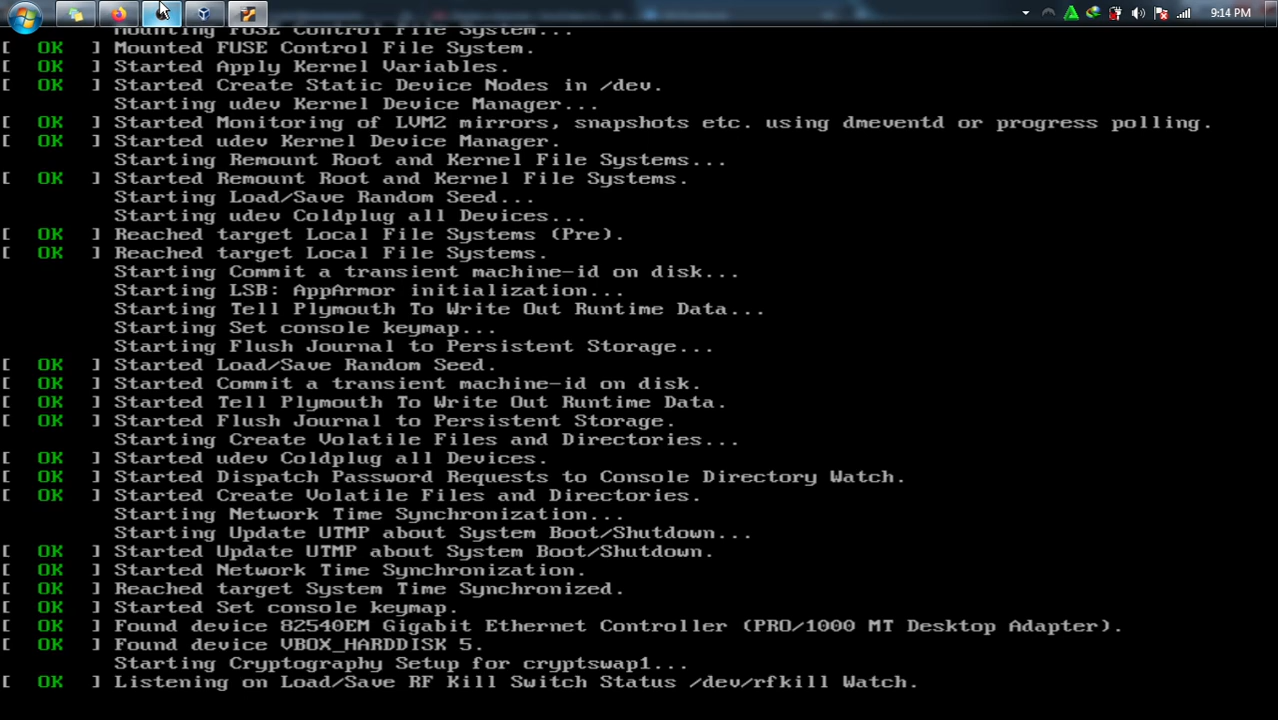 9:14 PM
Mounting FUSE Control File System...
[  OK  ] Mounted FUSE Control File System.
[  OK  ] Started Apply Kernel Variables.
[  OK  ] Started Create Static Device Nodes in /dev.
Starting udev Kernel Device Manager...
[  OK  ] Started Monitoring of LVM2 mirrors, snapshots etc. using dmeventd or progress polling.
[  OK  ] Started udev Kernel Device Manager.
Starting Remount Root and Kernel File Systems...
[  OK  ] Started Remount Root and Kernel File Systems.
Starting Load/Save Random Seed...
Starting udev Coldplug all Devices...
[  OK  ] Reached target Local File Systems (Pre).
[  OK  ] Reached target Local File Systems.
Starting Commit a transient machine-id on disk...
Starting LSB: AppArmor initialization...
Starting Tell Plymouth To Write Out Runtime Data...
Starting Set console keymap...
Starting Flush Journal to Persistent Storage...
[  OK  ] Started Load/Save Random Seed.
[  OK  ] Started Commit a transient machine-id on disk.
[  OK  ] Started Tell Plymouth To Write Out Runtime Data.
[  OK  ] Started Flush Journal to Persistent Storage.
Starting Create Volatile Files and Directories...
[  OK  ] Started udev Coldplug all Devices.
[  OK  ] Started Dispatch Password Requests to Console Directory Watch.
[  OK  ] Started Create Volatile Files and Directories.
Starting Network Time Synchronization...
Starting Update UTMP about System Boot/Shutdown...
[  OK  ] Started Update UTMP about System Boot/Shutdown.
[  OK  ] Started Network Time Synchronization.
[  OK  ] Reached target System Time Synchronized.
[  OK  ] Started Set console keymap.
[  OK  ] Found device 82540EM Gigabit Ethernet Controller (PRO/1000 MT Desktop Adapter).
[  OK  ] Found device VBOX_HARDDISK 5.
Starting Cryptography Setup for cryptswap1...
[  OK  ] Listening on Load/Save RF Kill Switch Status /dev/rfkill Watch.